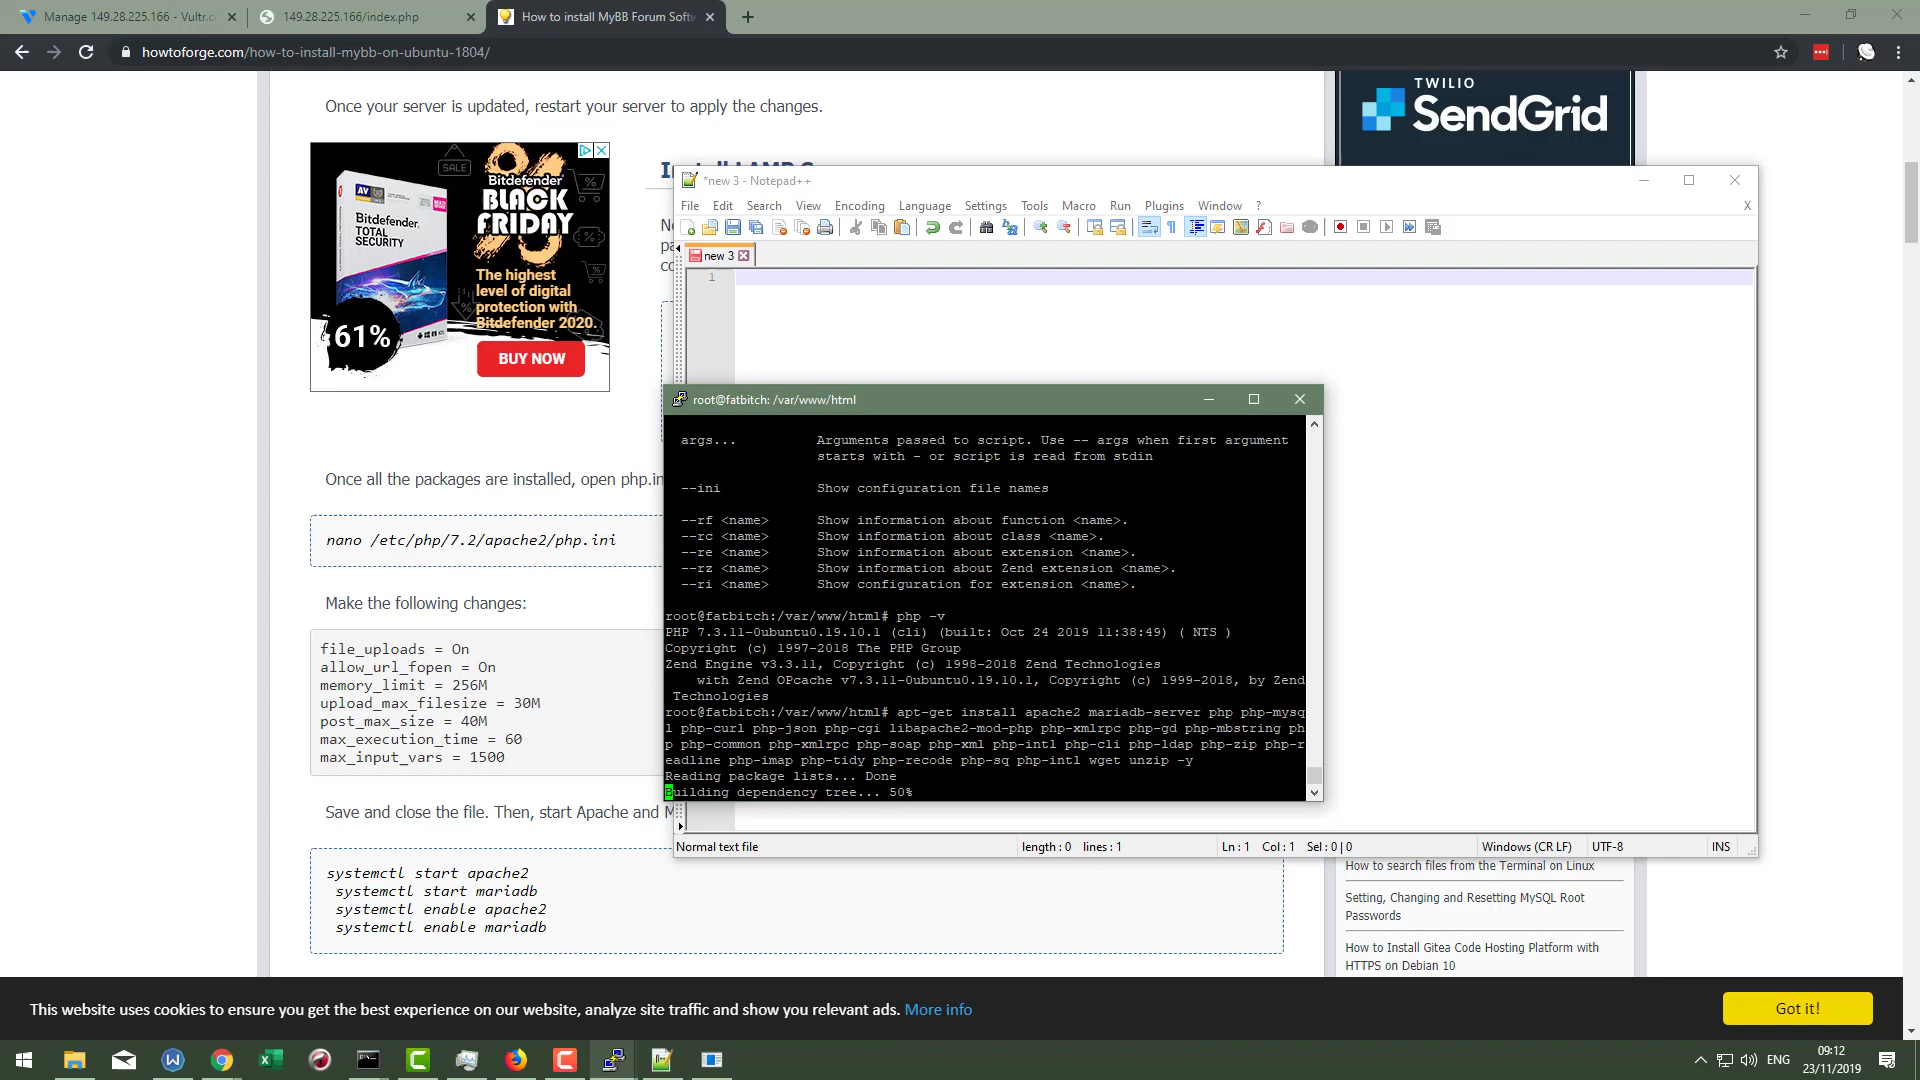 Manage 149.28.225.166 - Vultr.c
149.28.225.166/index.php
How to install MyBB Forum Softw
howtoforge.com/how-to-install-mybb-on-ubuntu-1804/
Once your server is updated, restart your server to apply the changes.
TWILIO
SendGrid
SALE
Bitdefender
BLACK
FRIDAY
AV
Bitdefender
TOTAL
SECURITY
The highest
level of digital
protection with
Bitdefender 2020.
-61%
BUY NOW
*new 3 - Notepad++
File Edit Search View Encoding Language Settings Tools Macro Run Plugins Window ? X
new 3
1
root@fatbitch: /var/www/html
args... Arguments passed to script. Use -- args when first argument
starts with - or script is read from stdin
--ini Show configuration file names
--rf <name> Show information about function <name>.
--rc <name> Show information about class <name>.
--re <name> Show information about extension <name>.
--rz <name> Show information about Zend extension <name>.
--ri <name> Show configuration for extension <name>.
root@fatbitch:/var/www/html# php -v
PHP 7.3.11-0ubuntu0.19.10.1 (cli) (built: Oct 24 2019 11:38:49) ( NTS )
Copyright (c) 1997-2018 The PHP Group
Zend Engine v3.3.11, Copyright (c) 1998-2018 Zend Technologies
with Zend OPcache v7.3.11-0ubuntu0.19.10.1, Copyright (c) 1999-2018, by Zend
Technologies
root@fatbitch:/var/www/html# apt-get install apache2 mariadb-server php php-mysq
l php-curl php-json php-cgi libapache2-mod-php php-xmlrpc php-gd php-mbstring ph
p php-common php-xmlrpc php-soap php-xml php-intl php-cli php-ldap php-zip php-r
eadline php-imap php-tidy php-recode php-sq php-intl wget unzip -y
Reading package lists... Done
Building dependency tree... 50%
Once all the packages are installed, open php.in
nano /etc/php/7.2/apache2/php.ini
Make the following changes:
file_uploads = On
allow_url_fopen = On
memory_limit = 256M
upload_max_filesize = 30M
post_max_size = 40M
max_execution_time = 60
max_input_vars = 1500
Save and close the file. Then, start Apache and M
systemctl start apache2
systemctl start mariadb
systemctl enable apache2
systemctl enable mariadb
Normal text file length : 0 lines : 1 Ln : 1 Col : 1 Sel : 0 | 0 Windows (CR LF) UTF-8 INS
How to search files from the Terminal on Linux
Setting, Changing and Resetting MySQL Root
Passwords
How to Install Gitea Code Hosting Platform with
HTTPS on Debian 10
This website uses cookies to ensure you get the best experience on our website, analyze site traffic and show you relevant ads. More info
Got it!
ENG
09:12
23/11/2019